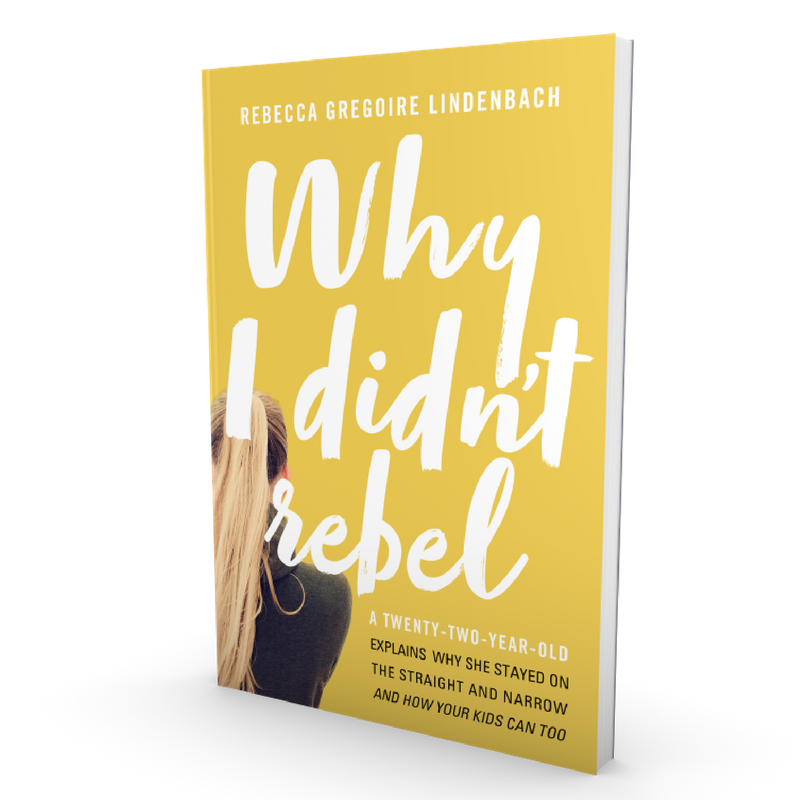 REBECCA GREGOIRE LINDENBACH
Why
I didn't
rebel
A TWENTY-TWO-YEAR-OLD
EXPLAINS WHY SHE STAYED ON
THE STRAIGHT AND NARROW
AND HOW YOUR KIDS CAN TOO